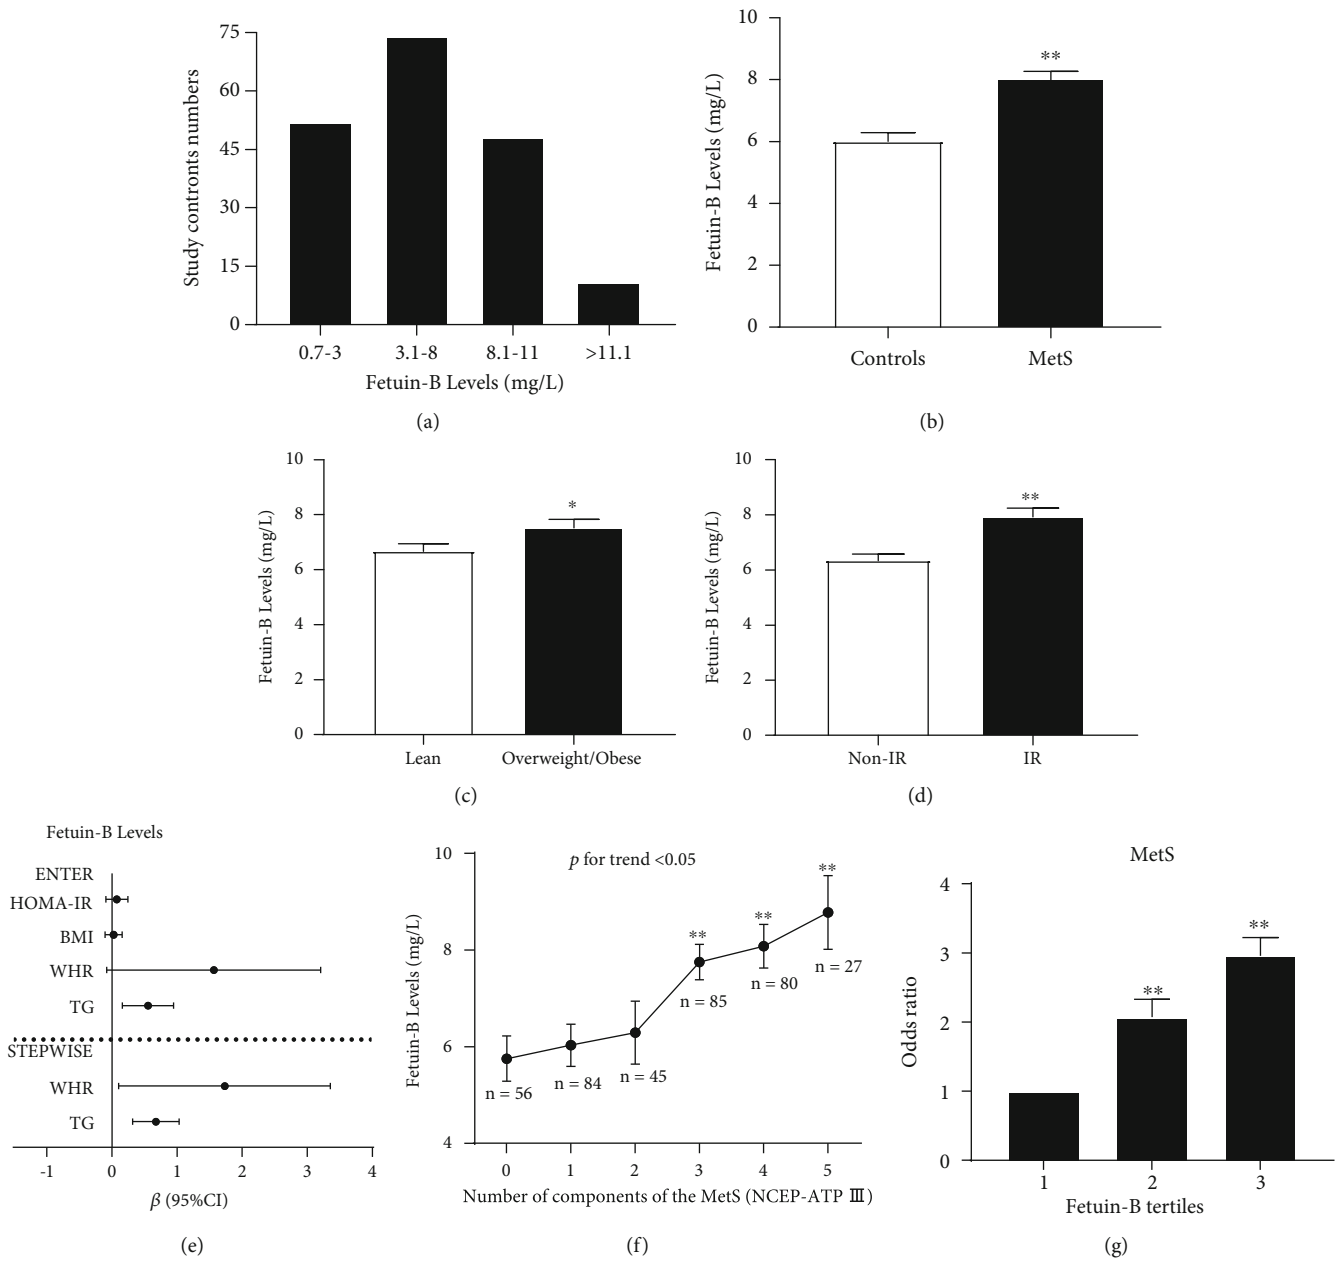 75
60
45
30
15
0
Study contronts numbers
0.7-3 3.1-8 8.1-11 >11.1
Fetuin-B Levels (mg/L)
(a)
10
8
6
4
2
0
Fetuin-B Levels (mg/L)
**
Controls MetS
(b)
10
8
6
4
2
0
Fetuin-B Levels (mg/L)
*
Lean Overweight/Obese
(c)
10
8
6
4
2
0
Fetuin-B Levels (mg/L)
**
Non-IR IR
(d)
Fetuin-B Levels
ENTER
HOMA-IR
BMI
WHR
TG
STEPWISE
WHR
TG
-1 0 1 2 3 4
β (95%CI)
(e)
10
8
6
4
Fetuin-B Levels (mg/L)
p for trend <0.05
** ** **
n = 56 n = 84 n = 45 n = 85 n = 80 n = 27
0 1 2 3 4 5
Number of components of the MetS (NCEP-ATP Ⅲ)
(f)
MetS
4
3
2
1
0
Odds ratio
** **
1 2 3
Fetuin-B tertiles
(g)